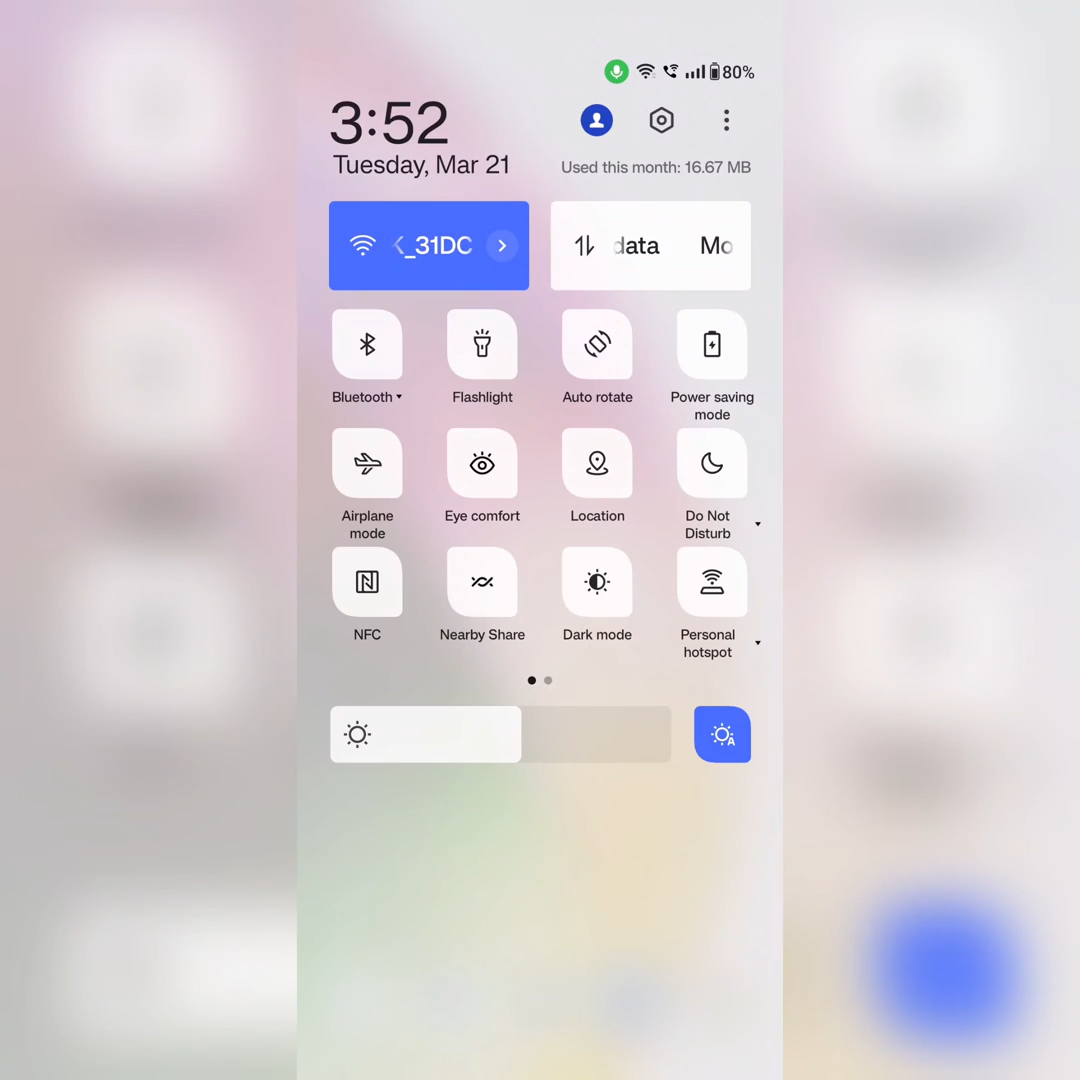 80%
3:52
Tuesday, Mar 21
Used this month: 16.67 MB
_31DC
data Mo
Bluetooth
Flashlight
Auto rotate
Power saving
mode
Airplane
mode
Eye comfort
Location
Do Not
Disturb
NFC
Nearby Share
Dark mode
Personal
hotspot